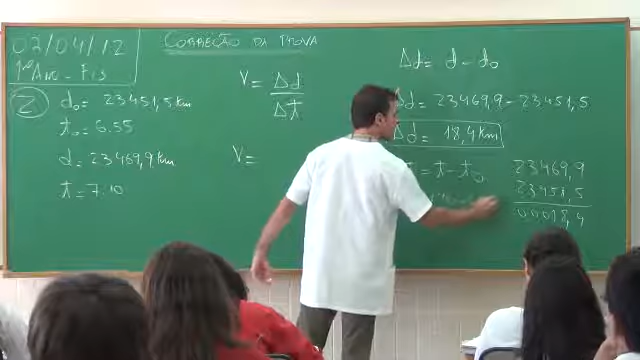 02/04/12
1º Ano - Fis
CORREÇÃO DA PROVA
2
d₀ = 23451,5 km
t₀ = 6:55
d = 23469,9 km
t = 7:10
V = Δd
Δt
V =
Δd = d - d₀
Δd = 23469,9 - 23451,5
Δd = 18,4 km
= t - t₀
23469,9
23451,5
00018,4